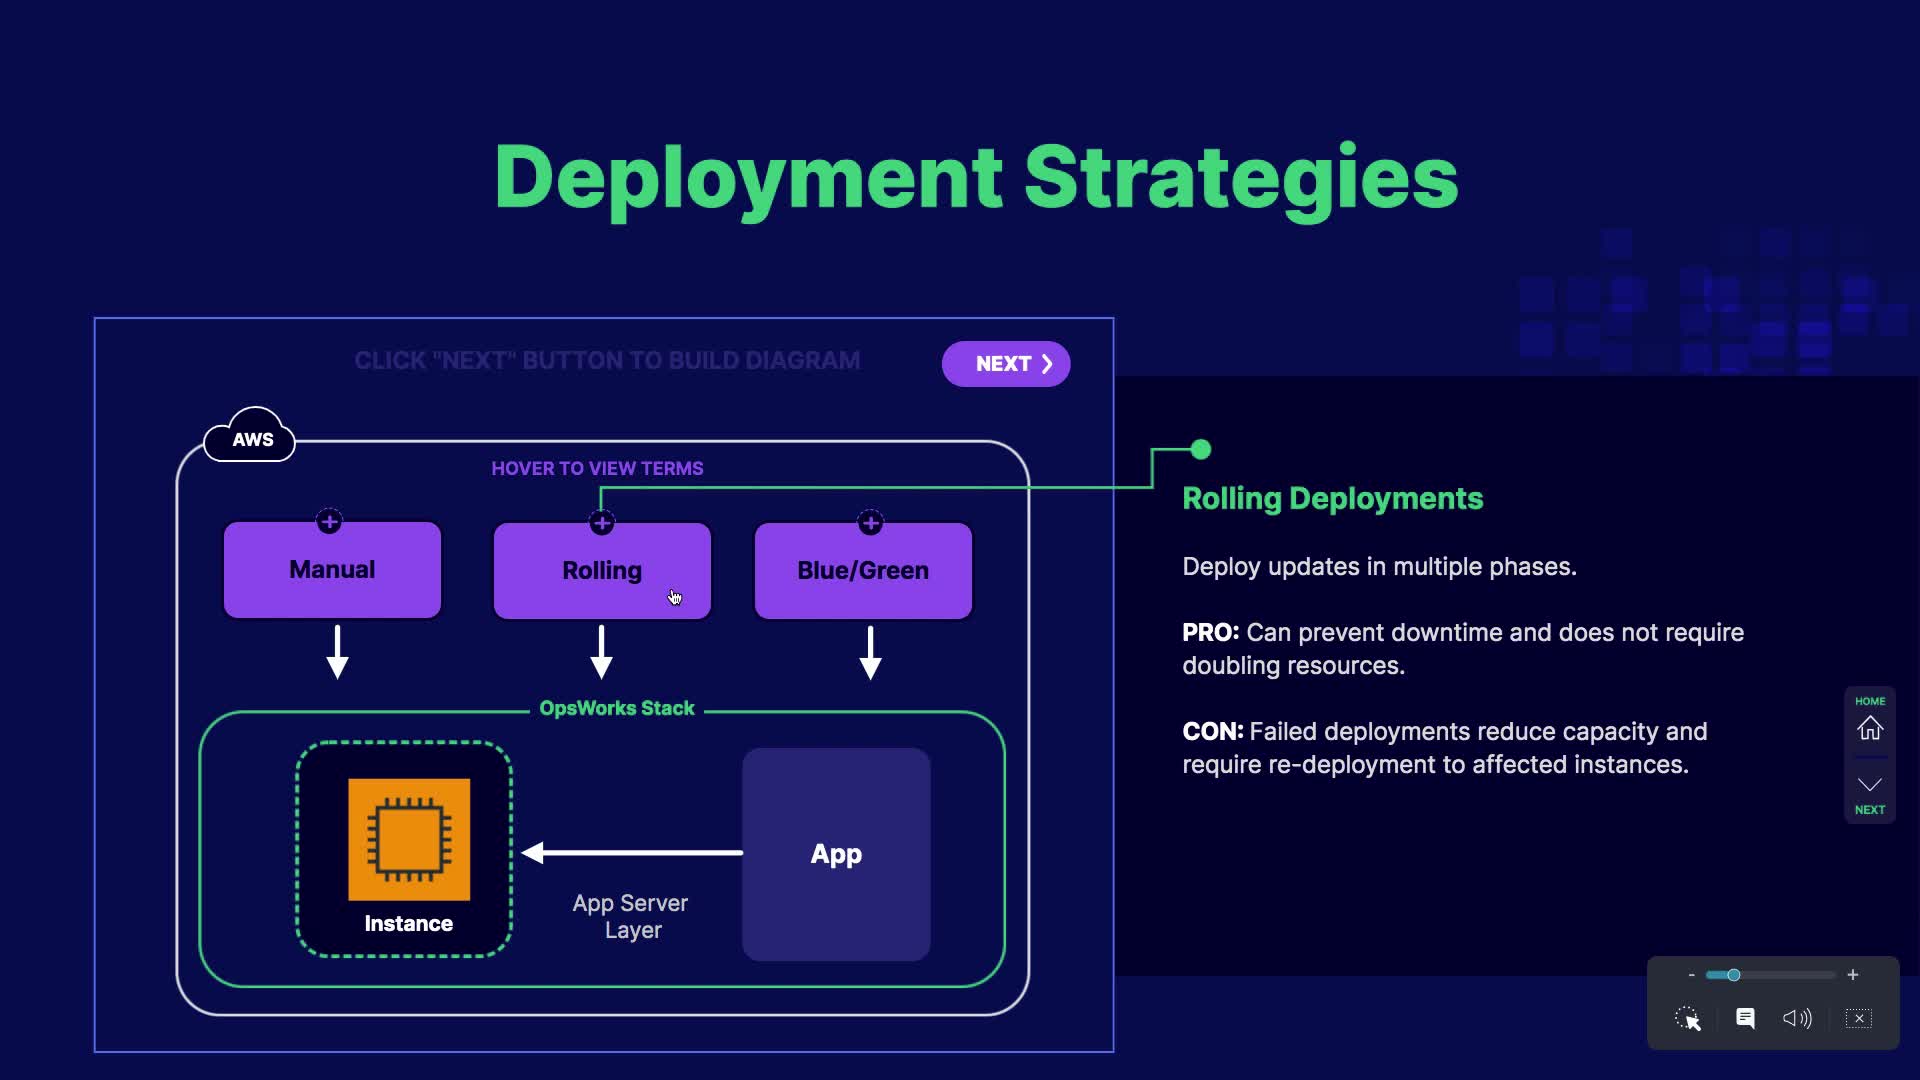 Deployment Strategies
CLICK "NEXT" BUTTON TO BUILD DIAGRAM
NEXT
AWS
HOVER TO VIEW TERMS
Manual
Rolling
Blue/Green
OpsWorks Stack
Instance
App Server
Layer
App
Rolling Deployments
Deploy updates in multiple phases.
PRO: Can prevent downtime and does not require
doubling resources.
CON: Failed deployments reduce capacity and
require re-deployment to affected instances.
HOME
NEXT